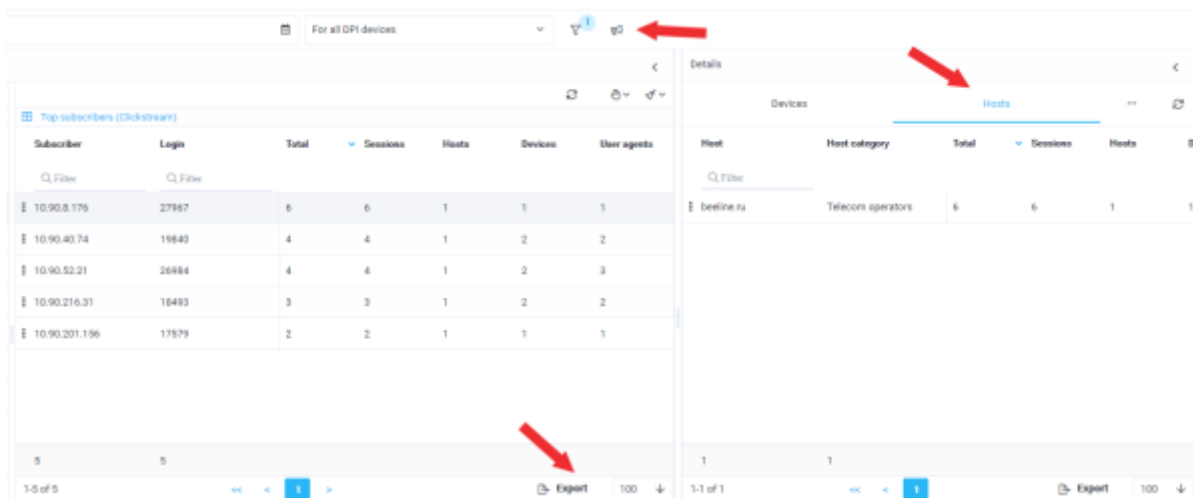 For all DPI devices
1
Details
Devices Hosts
Top subscribers (Clickstream)
Subscriber Login Total Sessions Hosts Devices User agents
Filter Filter
10.90.8.176 27967 6 6 1 1 1
10.90.40.74 19840 4 4 1 2 2
10.90.52.21 26984 4 4 1 2 3
10.90.216.31 18493 3 3 1 2 2
10.90.201.156 17579 2 2 1 1 1
5 5
1-5 of 5 << < 1 > Export 100
Host Host category Total Sessions Hosts
Filter
beeline.ru Telecom operators 6 6 1 1
1 1
1-1 of 1 << < 1 Export 100